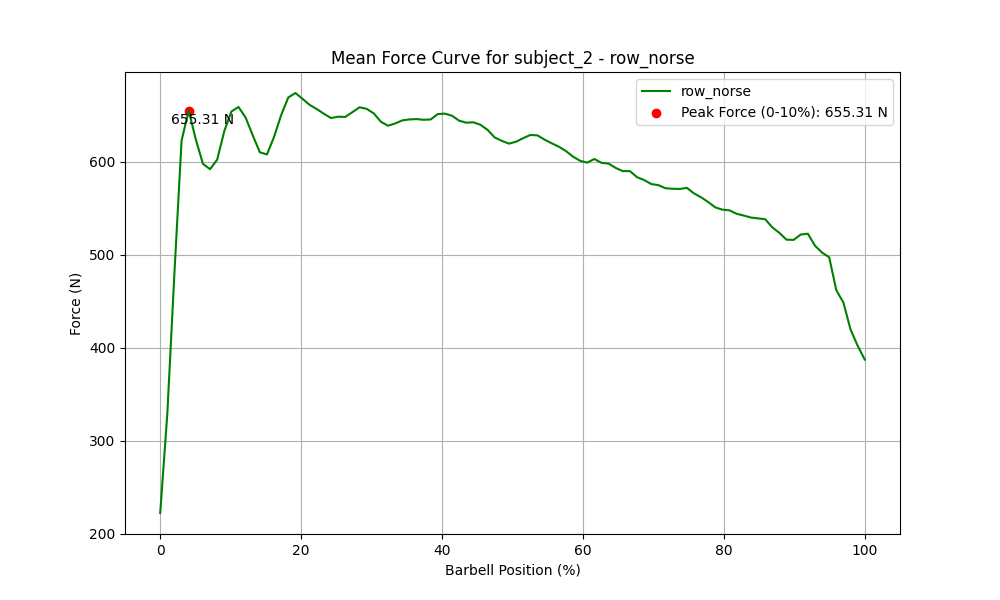 Mean Force Curve for subject_2 - row_norse
row_norse
Peak Force (0-10%): 655.31 N
655.31 N
600
500
400
300
200
Force (N)
0 20 40 60 80 100
Barbell Position (%)